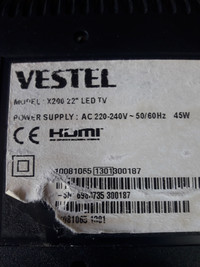 VESTEL
MODEL : X200 22" LED TV
POWER SUPPLY : AC 220-240V ~ 50/60Hz 45W
CE HDMI
10081065 1301 300187
300187